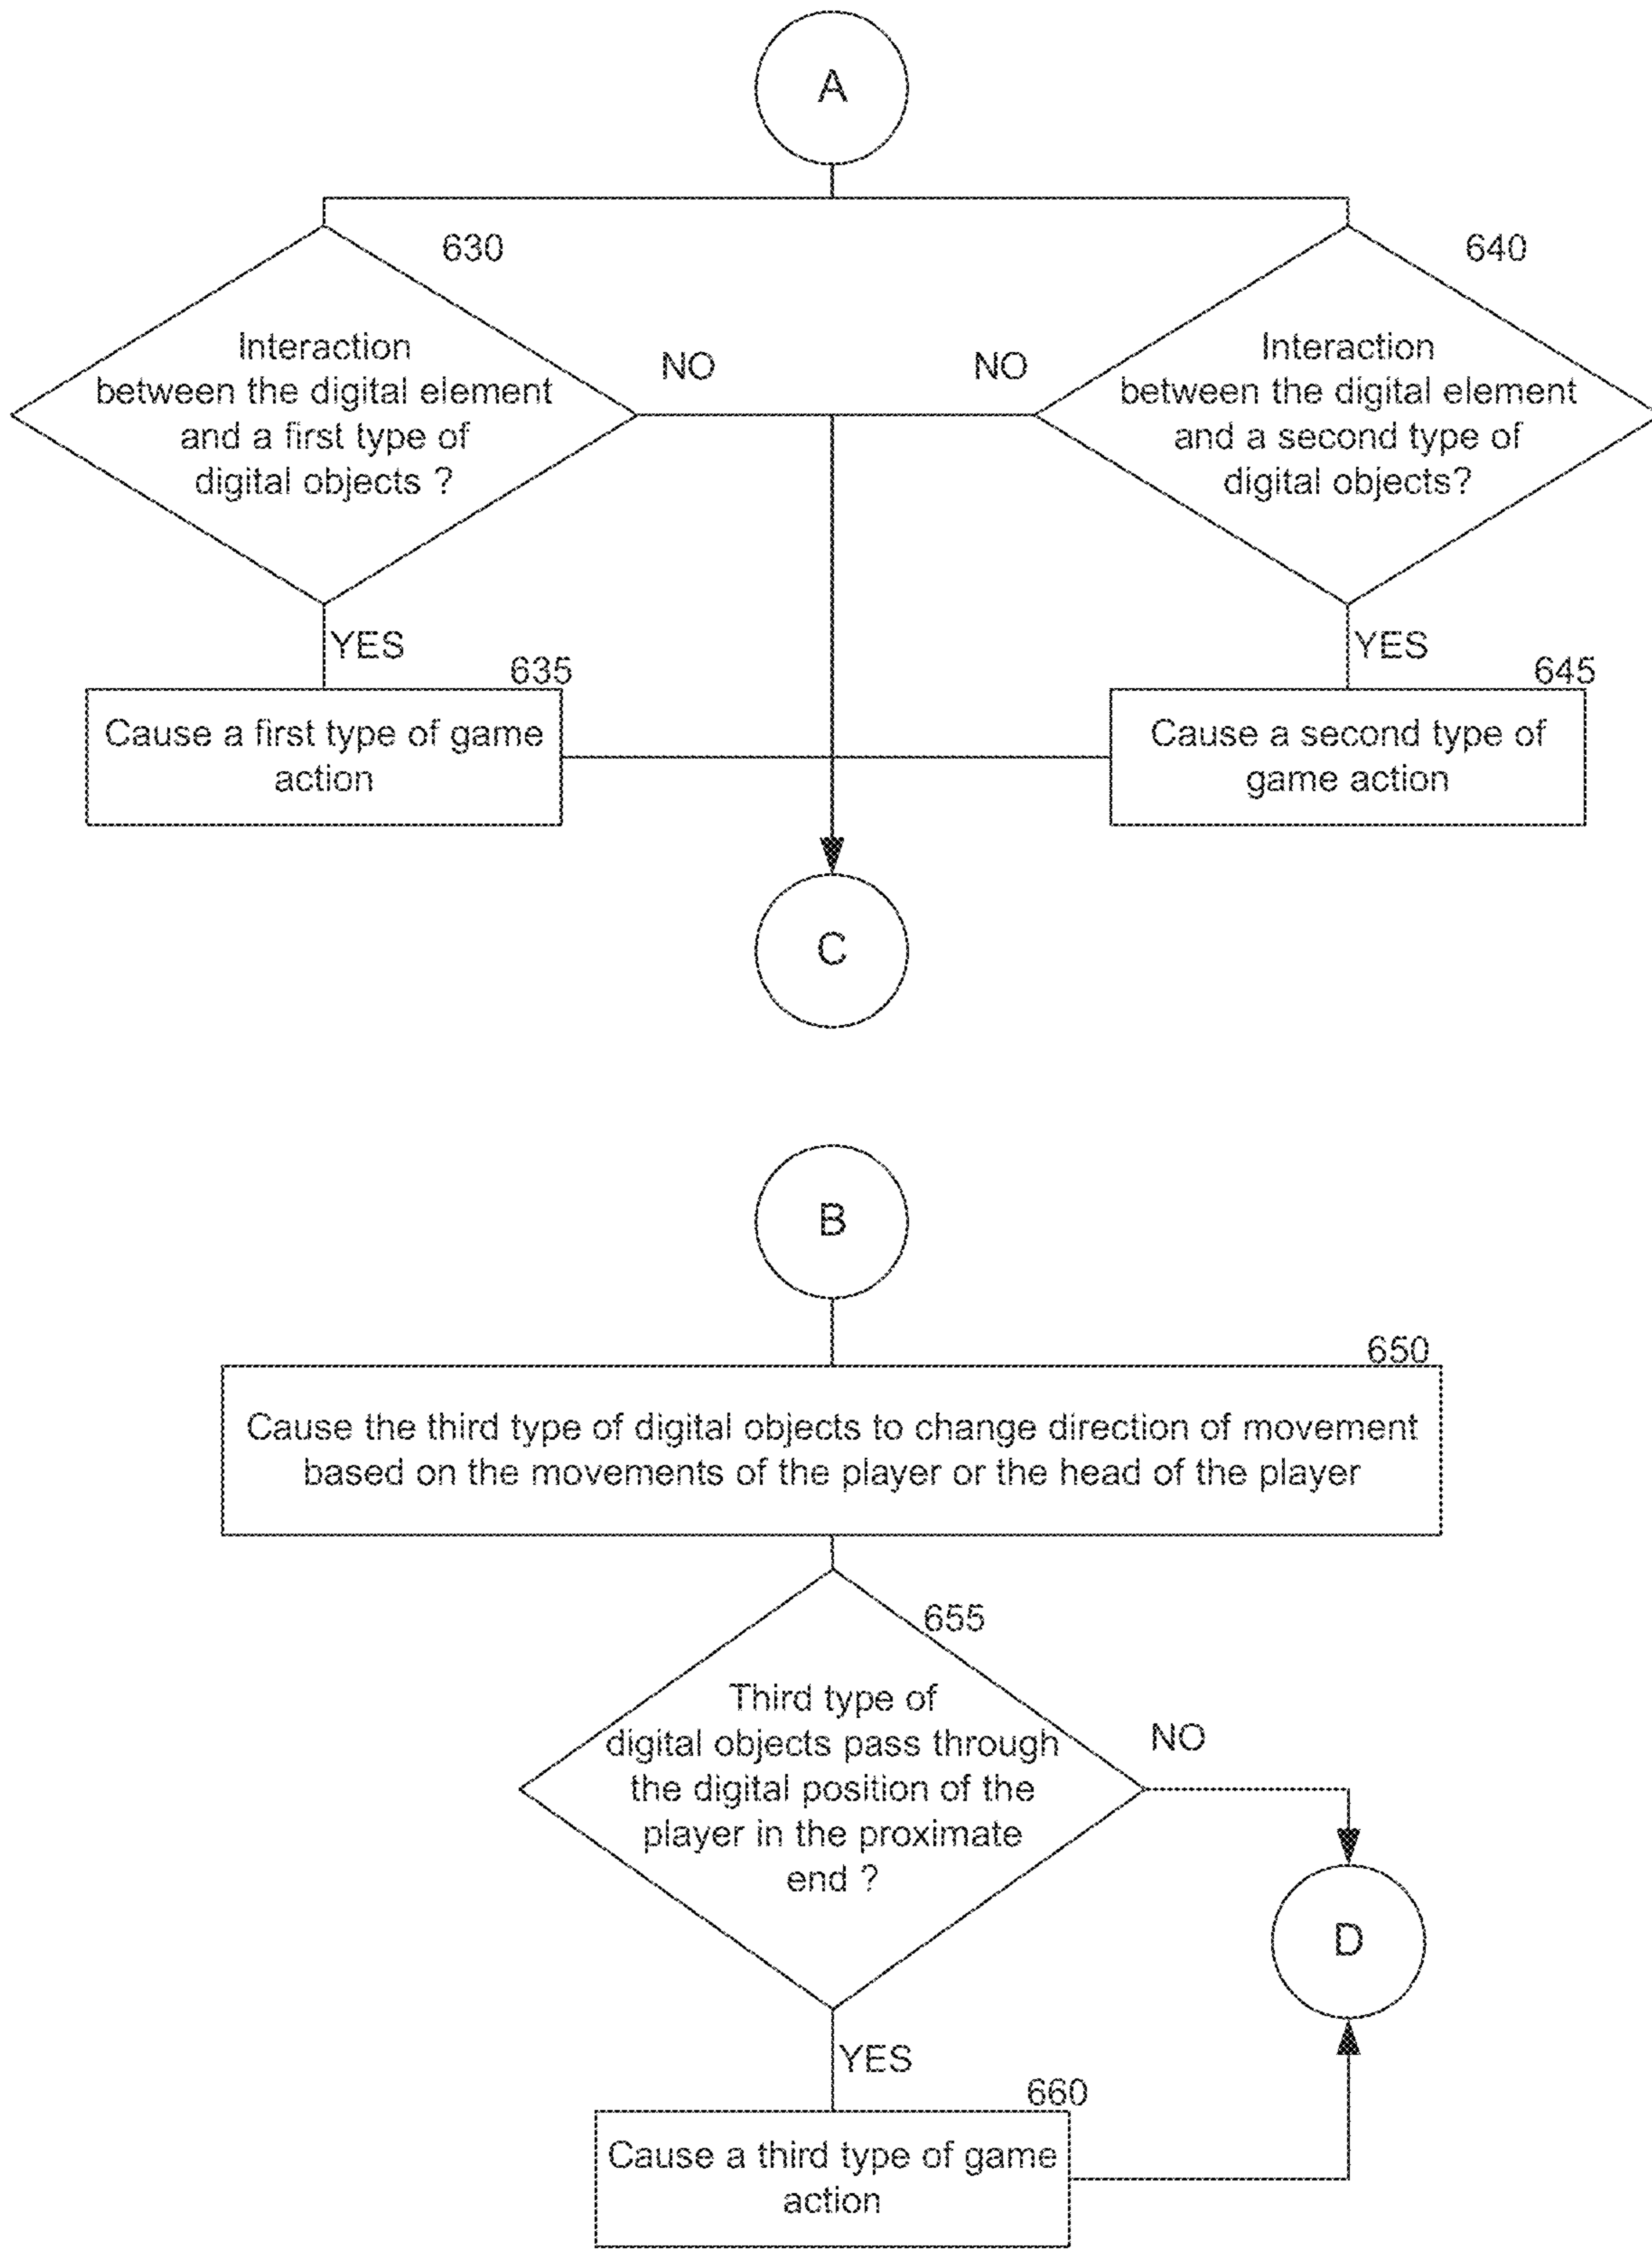 A
630
640
Interaction
between the digital element
and a first type of
digital objects ?
NO
NO
Interaction
between the digital element
and a second type of
digital objects?
YES
YES
635
645
Cause a first type of game
action
Cause a second type of
game action
C
B
650
Cause the third type of digital objects to change direction of movement
based on the movements of the player or the head of the player
655
Third type of
digital objects pass through
the digital position of the
player in the proximate
end ?
NO
D
YES
660
Cause a third type of game
action